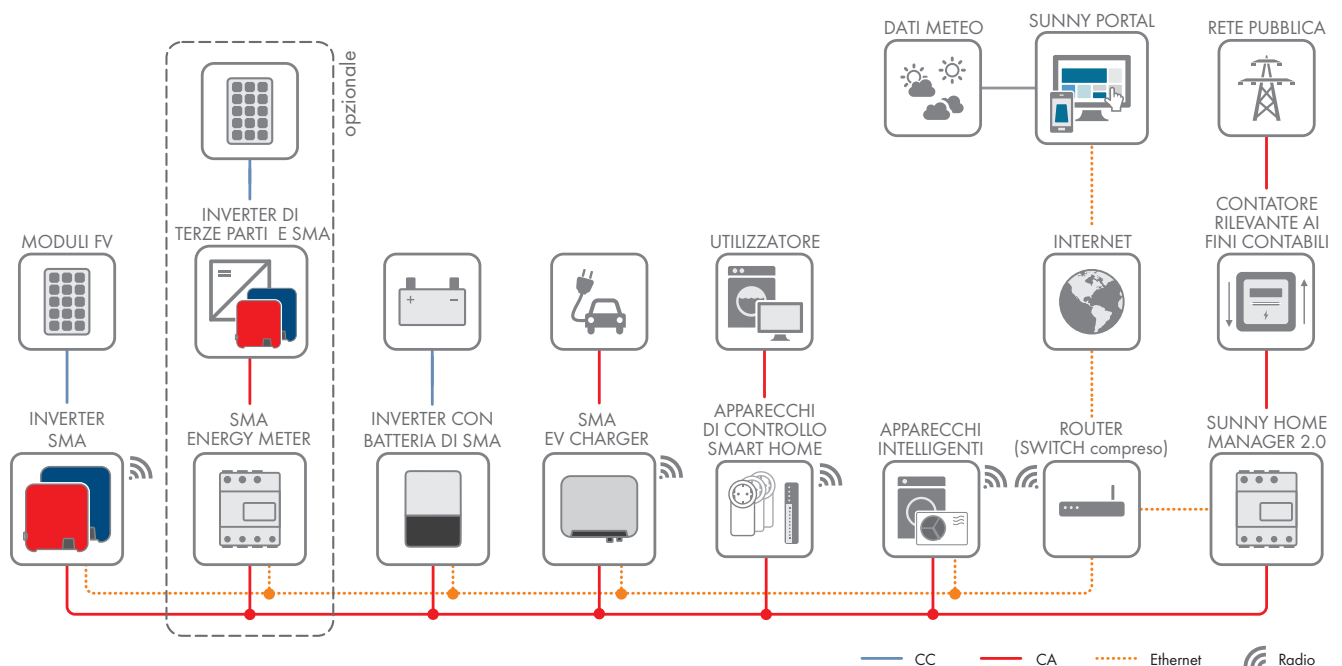 DATI METEO
SUNNY PORTAL
RETE PUBBLICA
opzionale
MODULI FV
INVERTER DI
TERZE PARTI E SMA
UTILIZZATORE
INTERNET
CONTATORE
RILEVANTE AI
FINI CONTABILI
INVERTER
SMA
SMA
ENERGY METER
INVERTER CON
BATTERIA DI SMA
SMA
EV CHARGER
APPARECCHI
DI CONTROLLO
SMART HOME
APPARECCHI
INTELLIGENTI
ROUTER
(SWITCH compreso)
SUNNY HOME
MANAGER 2.0
CC
CA
Ethernet
Radio